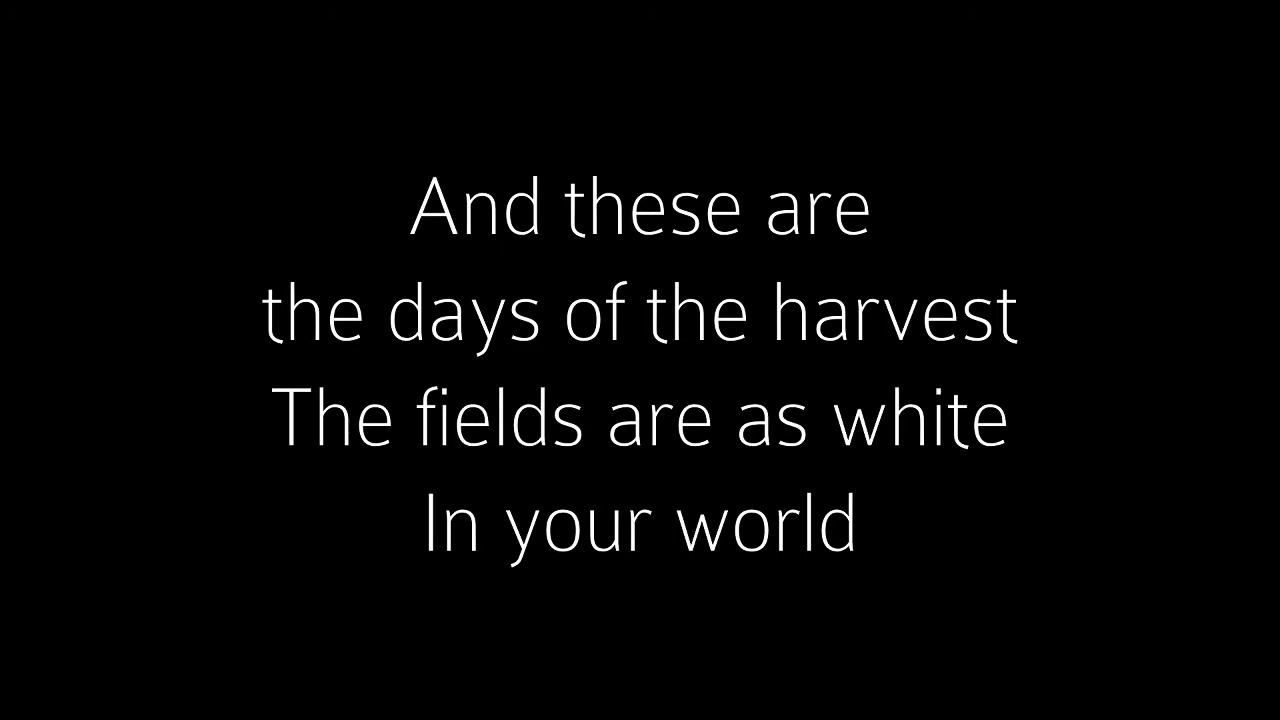 And these are
the days of the harvest
The fields are as white
In your world